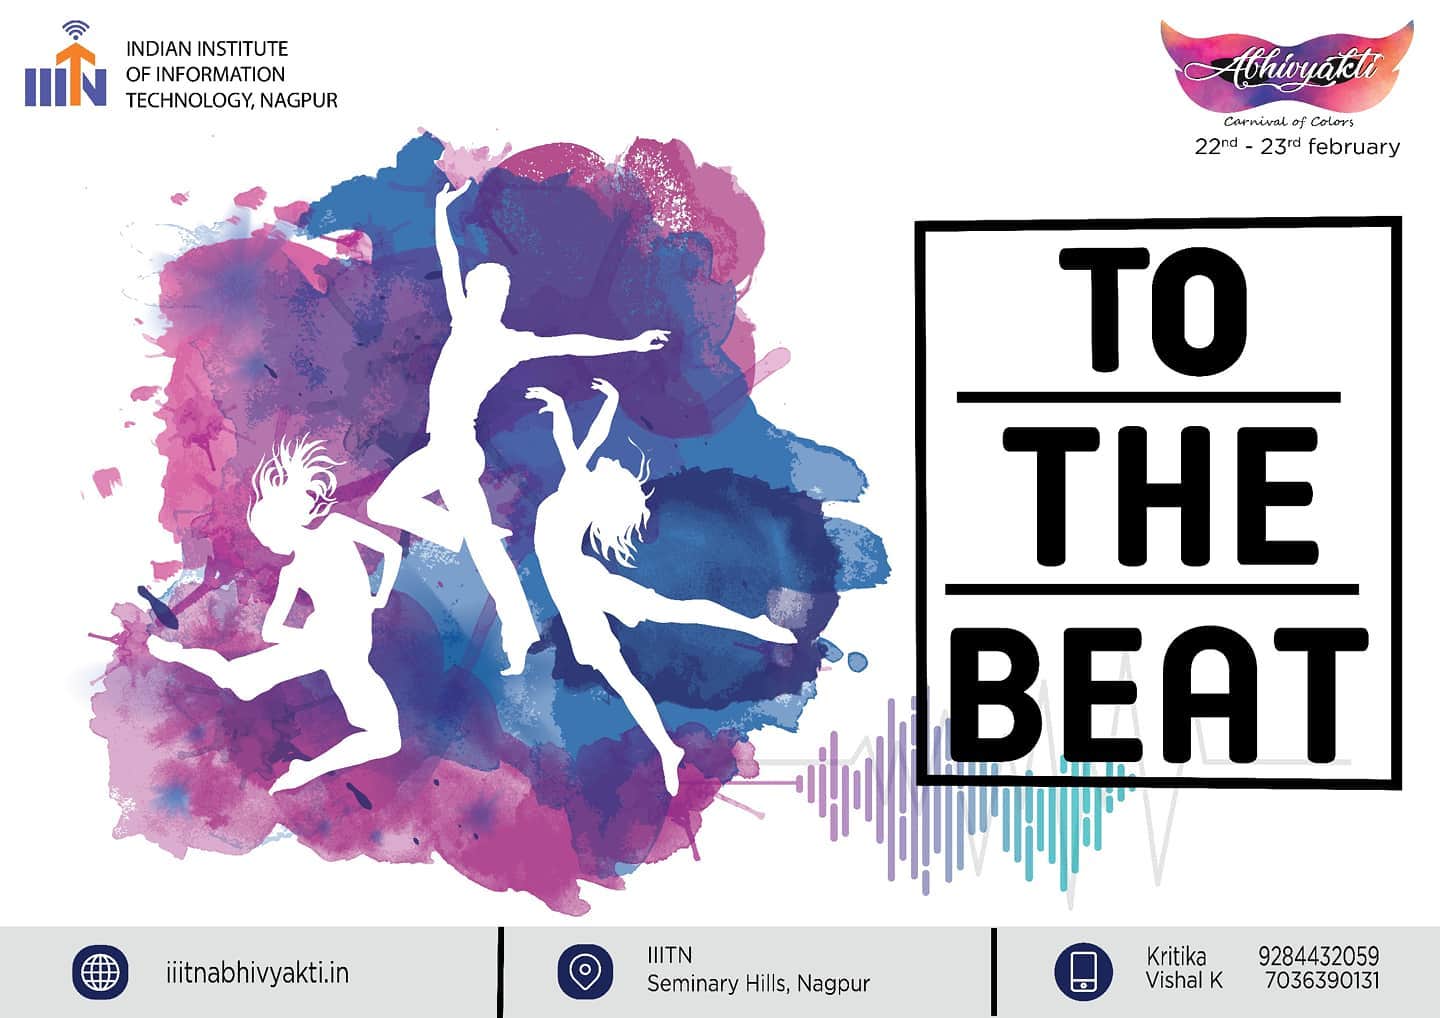 IIITN
INDIAN INSTITUTE
OF INFORMATION
TECHNOLOGY, NAGPUR
Abhivyakti
Carnival of Colors
22nd - 23rd february
TO
THE
BEAT
iiitnabhivyakti.in
IIITN
Seminary Hills, Nagpur
Kritika 9284432059
Vishal K 7036390131